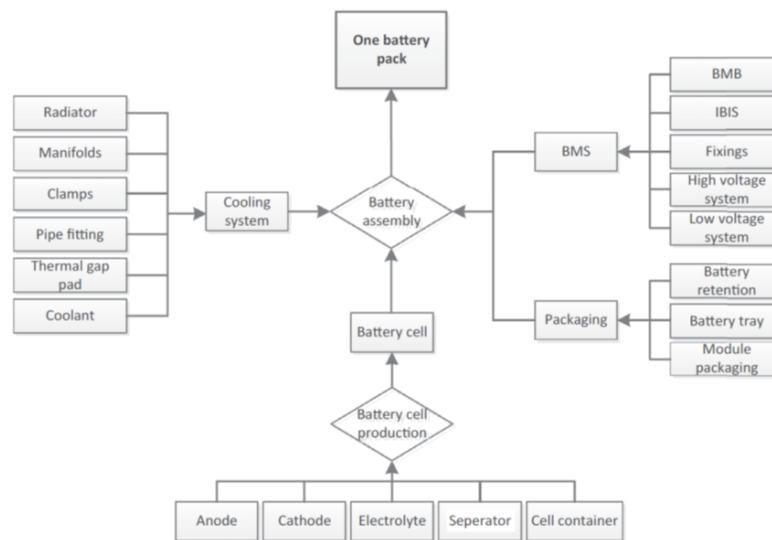 One battery
pack
Radiator
Manifolds
Clamps
Pipe fitting
Thermal gap
pad
Coolant
Cooling
system
Battery
assembly
BMS
BMB
IBIS
Fixings
High voltage
system
Low voltage
system
Packaging
Battery
retention
Battery tray
Module
packaging
Battery cell
Battery cell
production
Anode
Cathode
Electrolyte
Seperator
Cell container